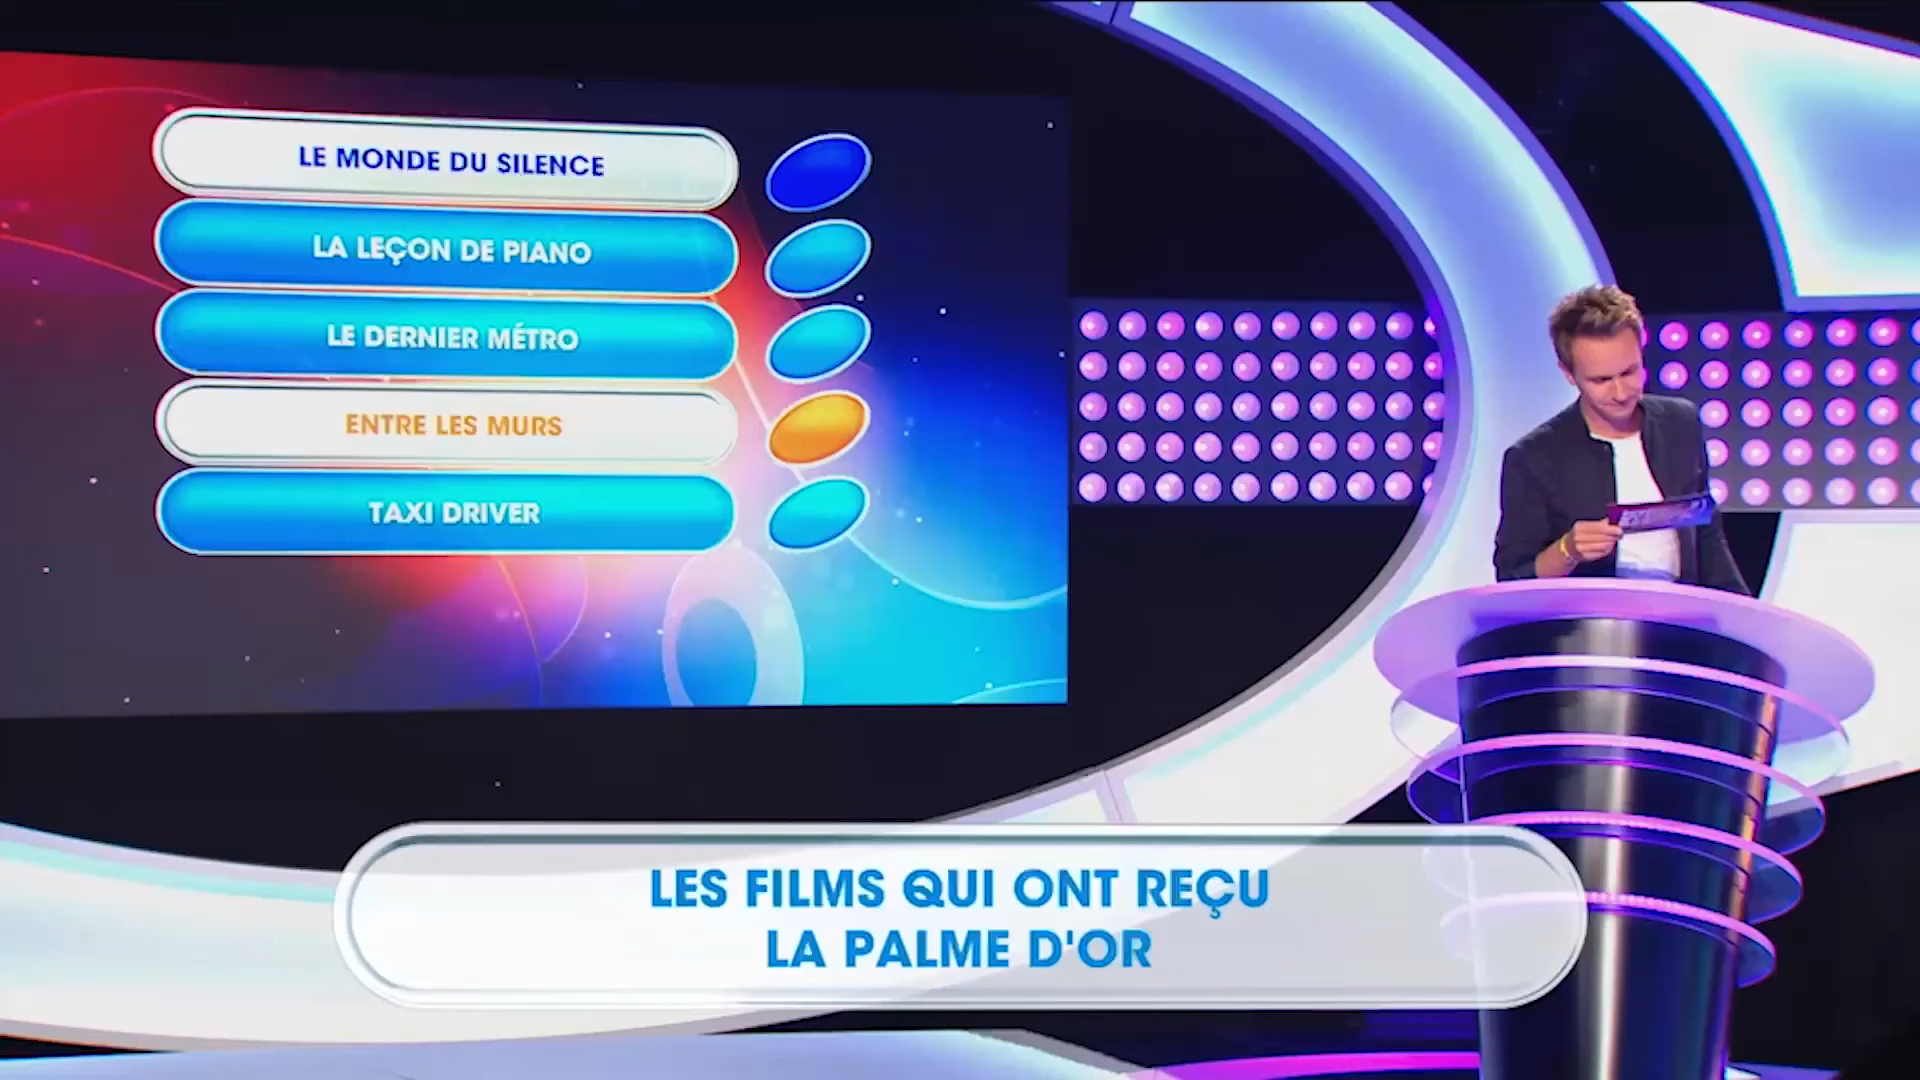 LE MONDE DU SILENCE
LA LEÇON DE PIANO
LE DERNIER MÉTRO
ENTRE LES MURS
TAXI DRIVER
LES FILMS QUI ONT REÇU
LA PALME D'OR